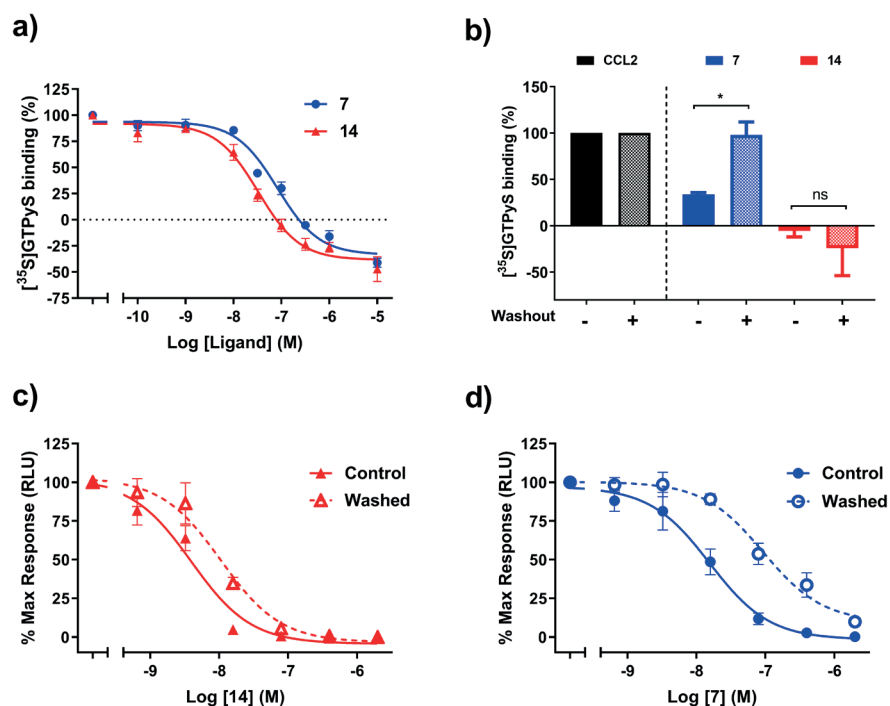 a)
[³⁵S]GTPyS binding (%)
125
100
75
50
25
0
-25
-50
-75
-10
-9
-8
-7
-6
-5
Log [Ligand] (M)
7
14
b)
CCL2
7
14
[³⁵S]GTPyS binding (%)
150
100
50
0
-50
*
ns
Washout
- + - + - +
c)
% Max Response (RLU)
125
100
75
50
25
0
-9
-8
-7
-6
Log [14] (M)
Control
Washed
d)
% Max Response (RLU)
125
100
75
50
25
0
-9
-8
-7
-6
Log [7] (M)
Control
Washed